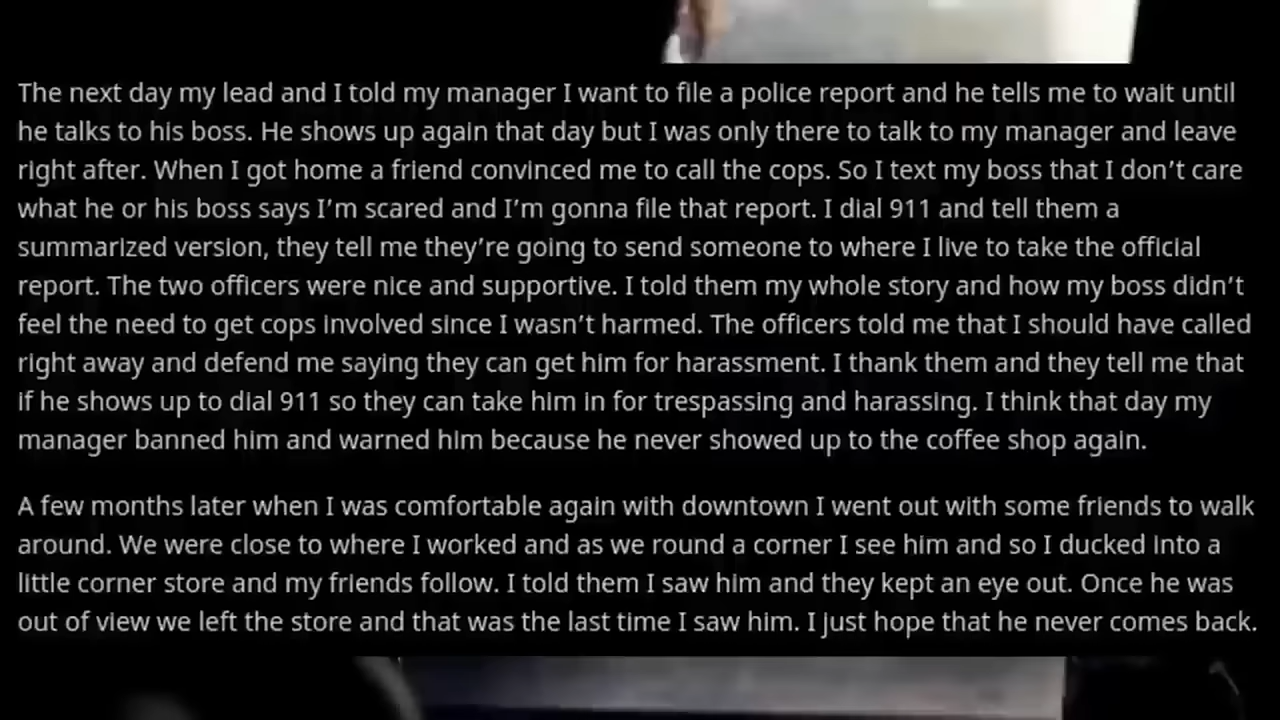 The next day my lead and I told my manager I want to file a police report and he tells me to wait until
he talks to his boss. He shows up again that day but I was only there to talk to my manager and leave
right after. When I got home a friend convinced me to call the cops. So I text my boss that I don’t care
what he or his boss says I’m scared and I’m gonna file that report. I dial 911 and tell them a
summarized version, they tell me they’re going to send someone to where I live to take the official
report. The two officers were nice and supportive. I told them my whole story and how my boss didn’t
feel the need to get cops involved since I wasn’t harmed. The officers told me that I should have called
right away and defend me saying they can get him for harassment. I thank them and they tell me that
if he shows up to dial 911 so they can take him in for trespassing and harassing. I think that day my
manager banned him and warned him because he never showed up to the coffee shop again.
A few months later when I was comfortable again with downtown I went out with some friends to walk
around. We were close to where I worked and as we round a corner I see him and so I ducked into a
little corner store and my friends follow. I told them I saw him and they kept an eye out. Once he was
out of view we left the store and that was the last time I saw him. I just hope that he never comes back.